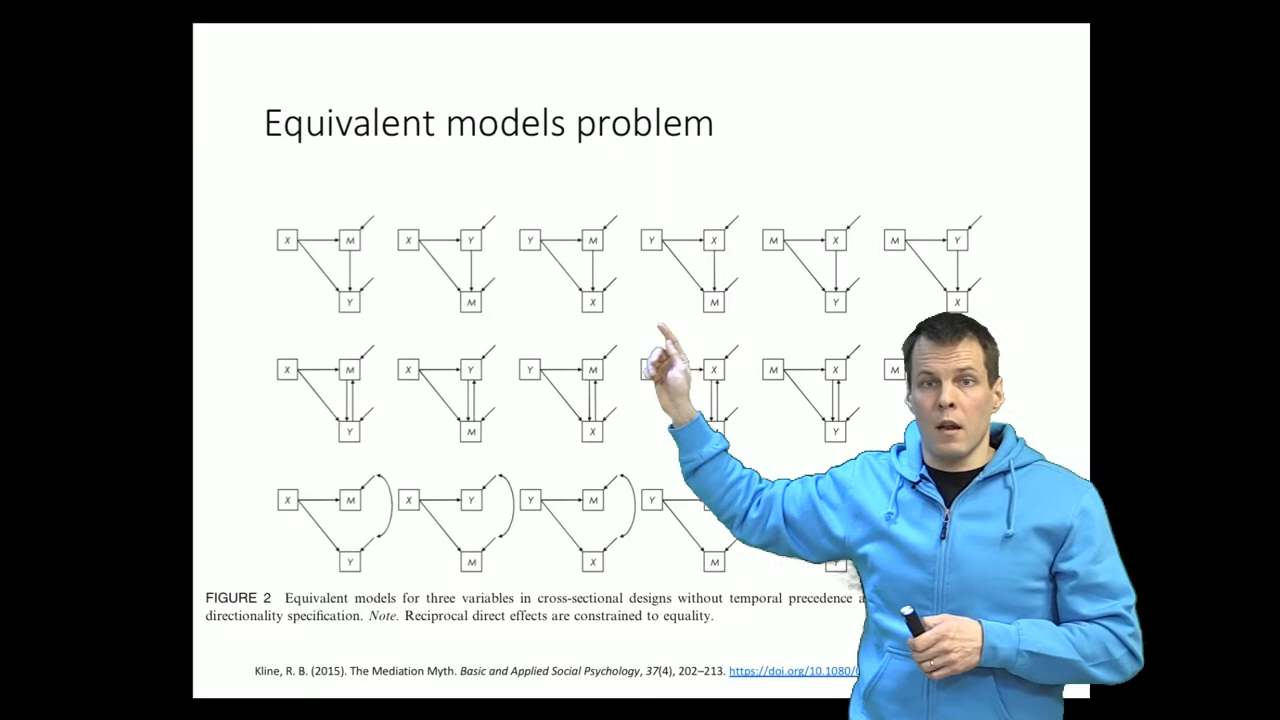 Equivalent models problem
X M X Y Y M Y X M X M Y
Y M X M Y X
X M X Y Y M X M X M
Y M X Y
X M X Y Y M Y
Y M X M
FIGURE 2 Equivalent models for three variables in cross-sectional designs without temporal precedence
directionality specification. Note. Reciprocal direct effects are constrained to equality.
Kline, R. B. (2015). The Mediation Myth. Basic and Applied Social Psychology, 37(4), 202–213. https://doi.org/10.1080/